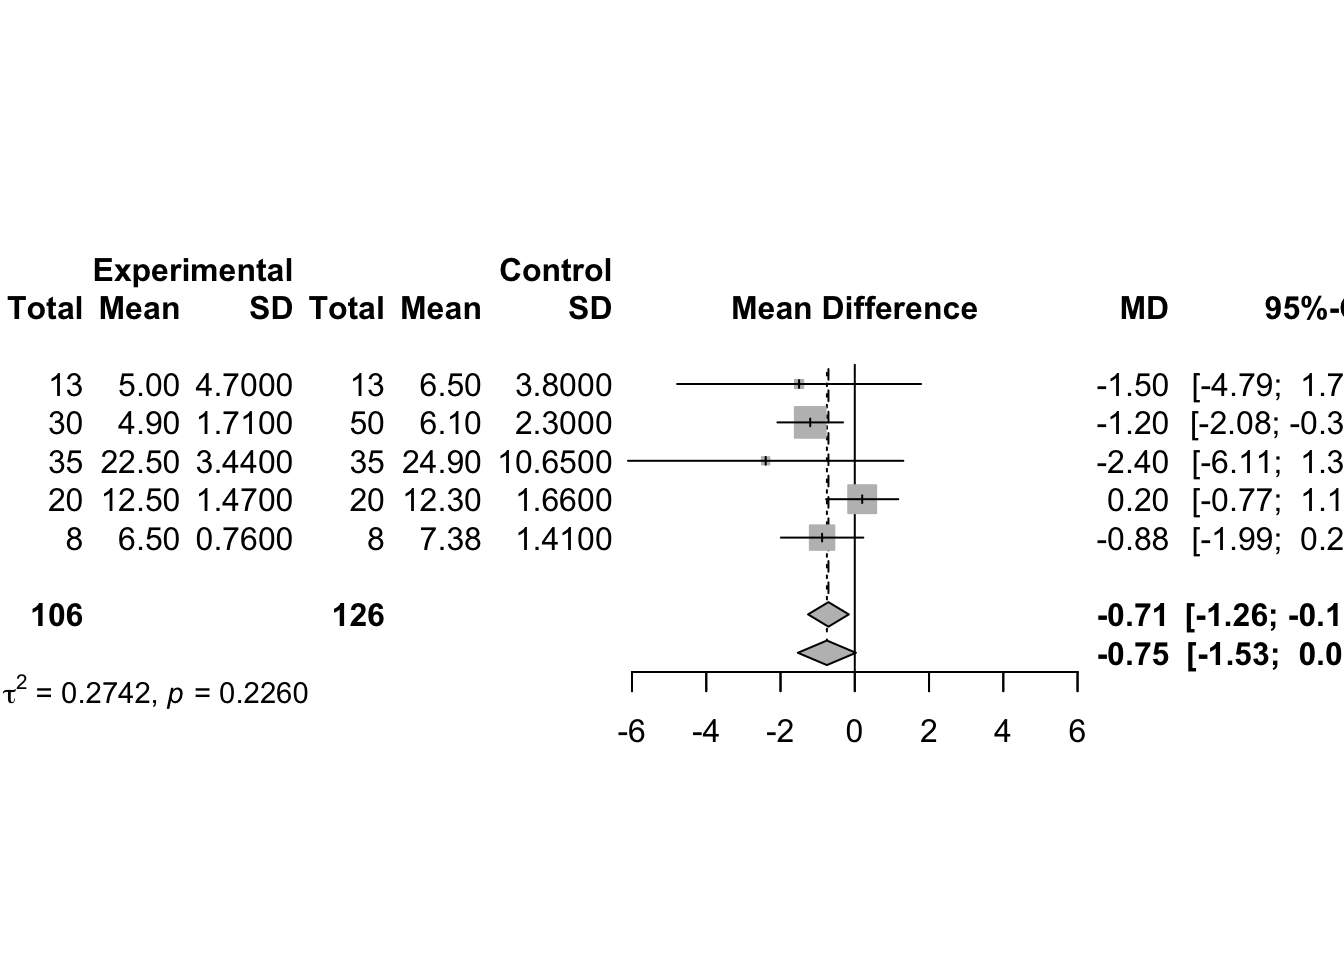 Experimental Control
Total Mean SD Total Mean SD Mean Difference MD 95%-
13 5.00 4.7000 13 6.50 3.8000 -1.50 [-4.79; 1.7
30 4.90 1.7100 50 6.10 2.3000 -1.20 [-2.08; -0.3
35 22.50 3.4400 35 24.90 10.6500 -2.40 [-6.11; 1.3
20 12.50 1.4700 20 12.30 1.6600 0.20 [-0.77; 1.1
8 6.50 0.7600 8 7.38 1.4100 -0.88 [-1.99; 0.2
106 126 -0.71 [-1.26; -0.1
-0.75 [-1.53; 0.0
τ² = 0.2742, p = 0.2260
-6 -4 -2 0 2 4 6